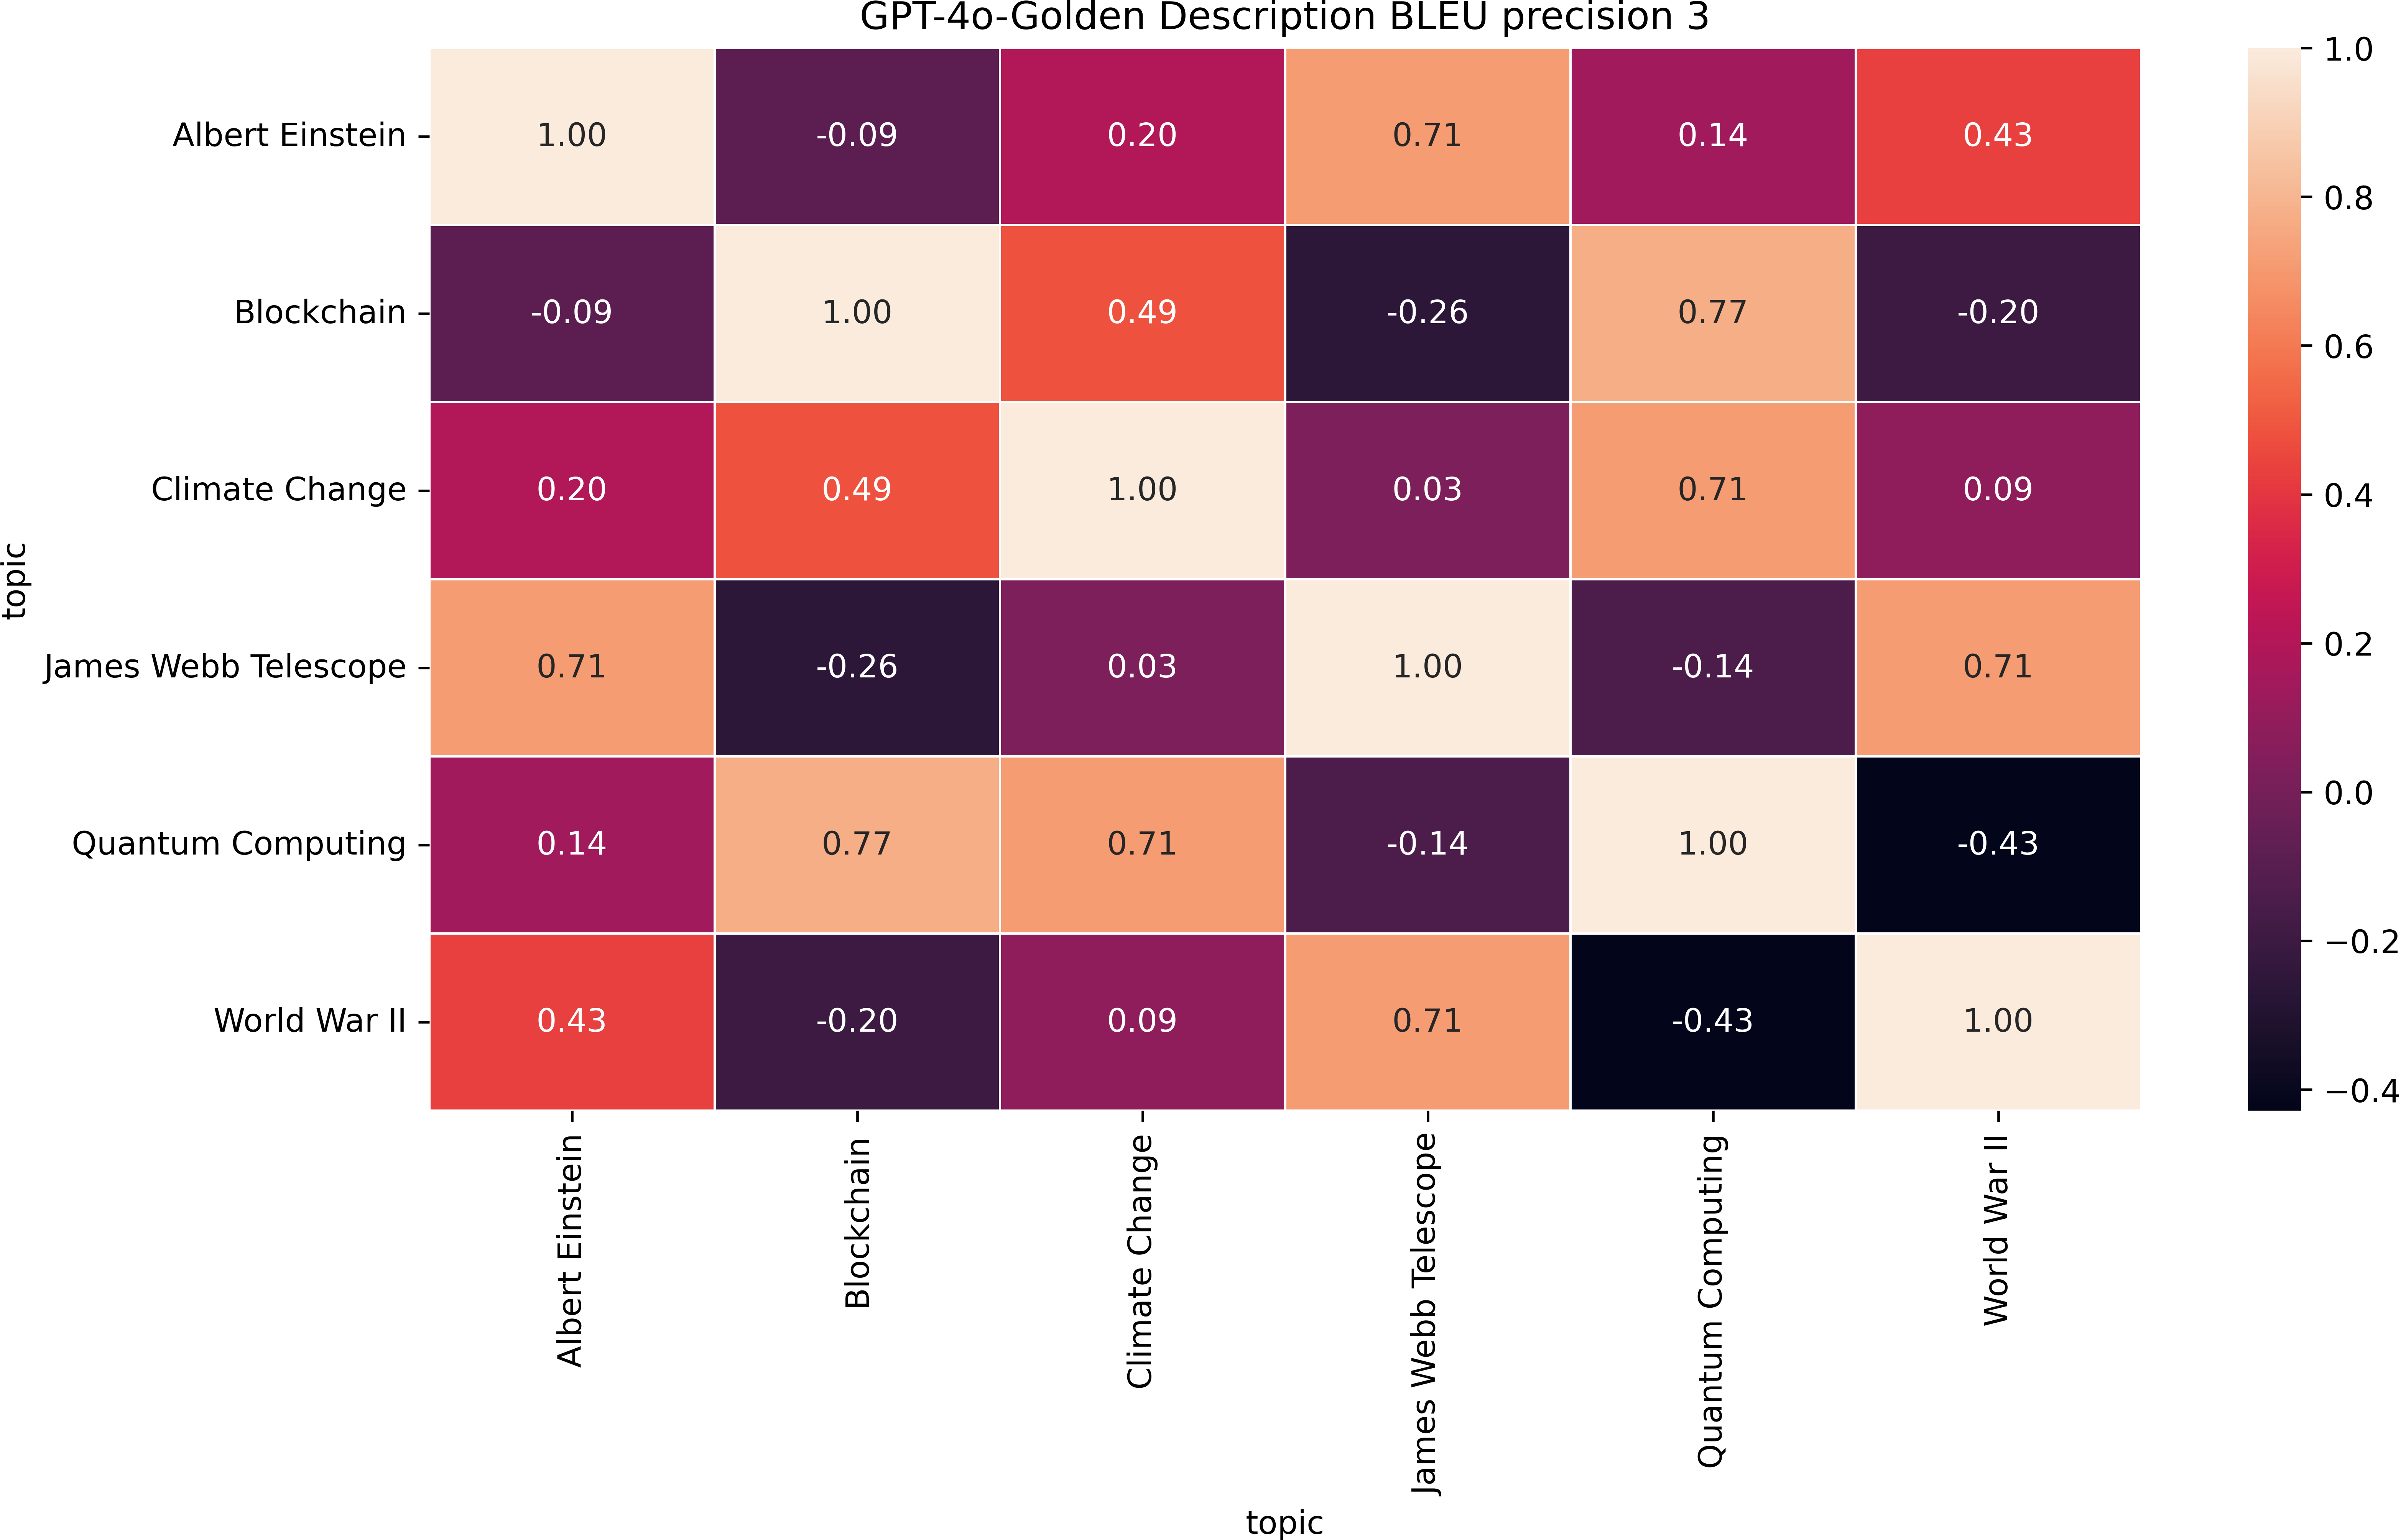 GPT-4o-Golden Description BLEU precision 3
Albert Einstein 1.00 -0.09 0.20 0.71 0.14 0.43
Blockchain -0.09 1.00 0.49 -0.26 0.77 -0.20
Climate Change 0.20 0.49 1.00 0.03 0.71 0.09
James Webb Telescope 0.71 -0.26 0.03 1.00 -0.14 0.71
Quantum Computing 0.14 0.77 0.71 -0.14 1.00 -0.43
World War II 0.43 -0.20 0.09 0.71 -0.43 1.00
topic
Albert Einstein
Blockchain
Climate Change
James Webb Telescope
Quantum Computing
World War II
topic
1.0
0.8
0.6
0.4
0.2
0.0
−0.2
−0.4